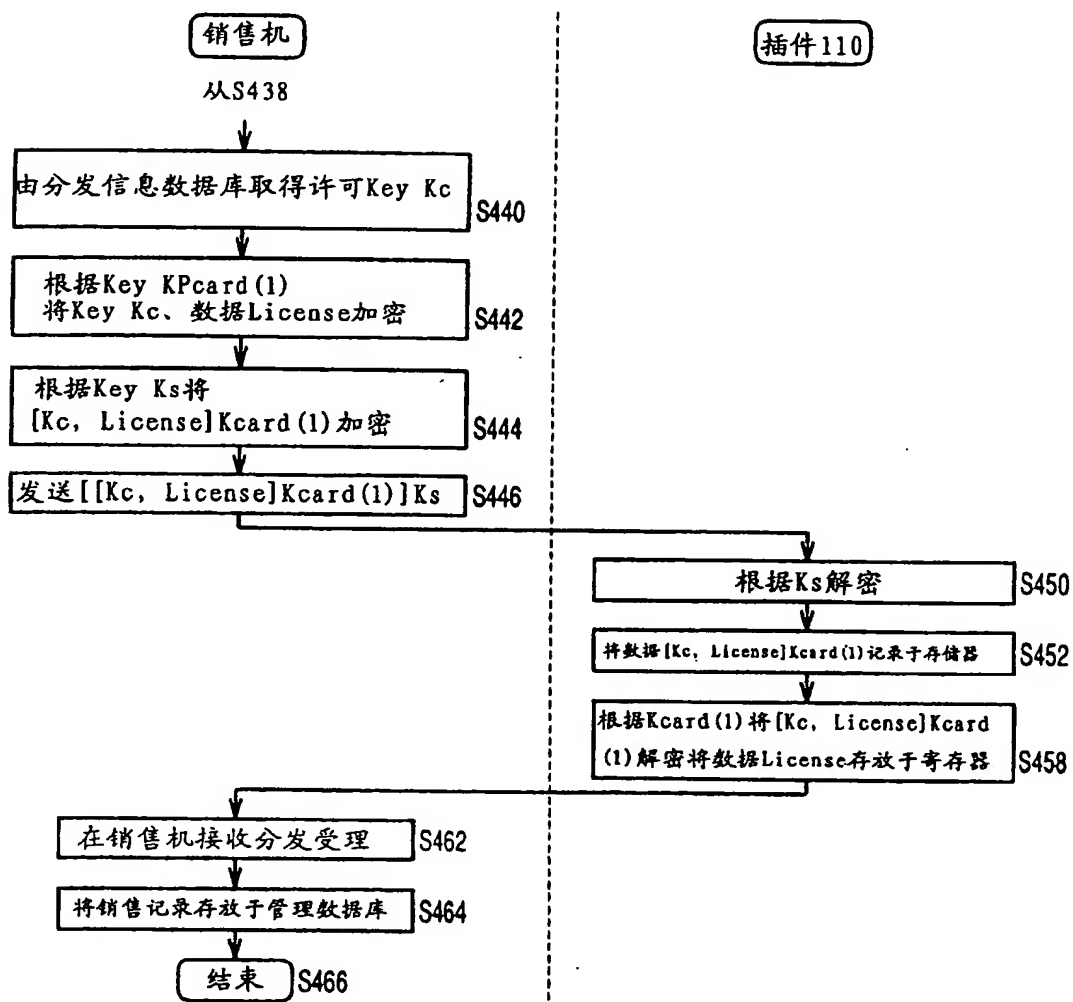 销售机
插件110
从S438
由分发信息数据库取得许可Key Kc
S440
根据Key KPcard(1)
将Key Kc、数据License加密
S442
根据Key Ks将
[Kc, License]Kcard(1)加密
S444
发送[[Kc, License]Kcard(1)]Ks
S446
根据Ks解密
S450
将数据[Kc, License]Kcard(1)记录于存储器
S452
根据Kcard(1)将[Kc, License]Kcard
(1)解密将数据License存放于寄存器
S458
在销售机接收分发受理
S462
将销售记录存放于管理数据库
S464
结束
S466